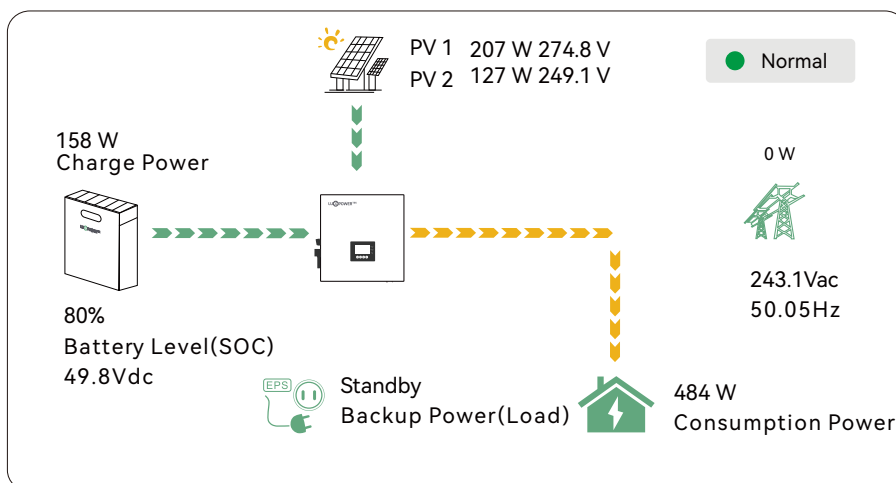 PV 1 207 W 274.8 V
PV 2 127 W 249.1 V
Normal
158 W
Charge Power
0 W
LUXPOWER
243.1Vac
50.05Hz
80%
Battery Level(SOC)
49.8Vdc
EPS
Standby
Backup Power(Load)
484 W
Consumption Power